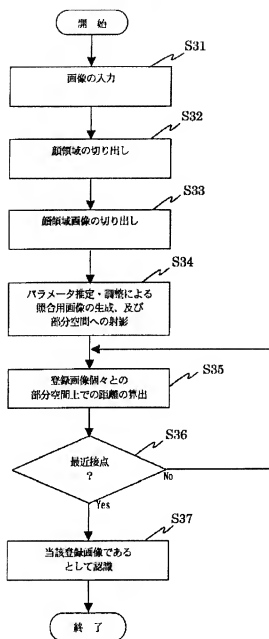 開 始
S31
画像の入力
S32
顔領域の切り出し
S33
顔領域画像の切り出し
S34
パラメータ推定・調整による
照合用画像の生成、及び
部分空間への射影
S35
登録画像個々との
部分空間上での距離の算出
S36
最近接点
?
No
Yes
S37
当該登録画像である
として認識
終 了